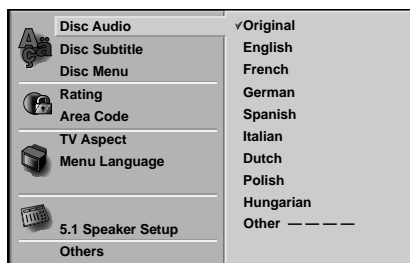 Disc Audio
Disc Subtitle
Disc Menu
Rating
Area Code
TV Aspect
Menu Language
5.1 Speaker Setup
Others
✓Original
English
French
German
Spanish
Italian
Dutch
Polish
Hungarian
Other — — — —